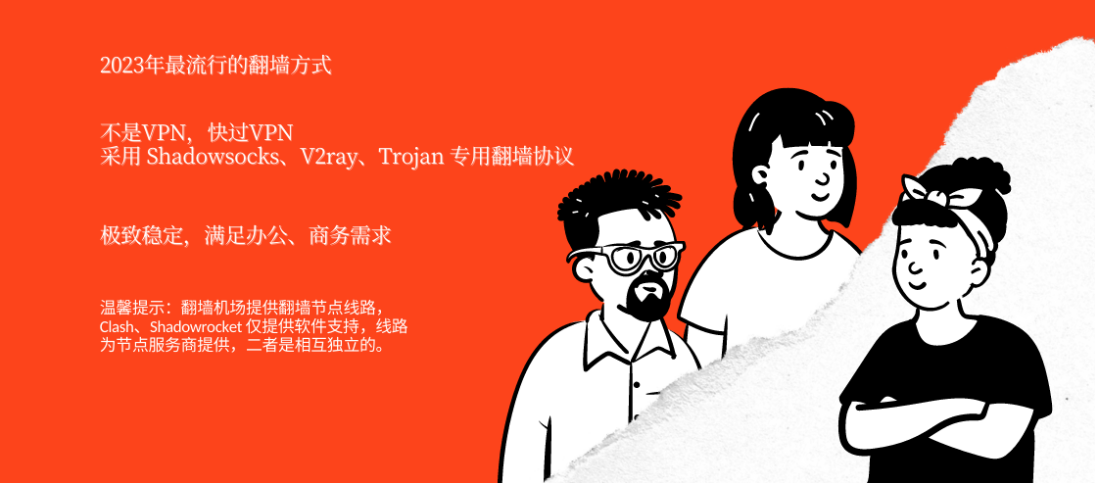 2023年最流行的翻墙方式
不是VPN，快过VPN
采用 Shadowsocks、V2ray、Trojan 专用翻墙协议
极致稳定，满足办公、商务需求
温馨提示：翻墙机场提供翻墙节点线路，
Clash、Shadowrocket 仅提供软件支持，线路
为节点服务商提供，二者是相互独立的。